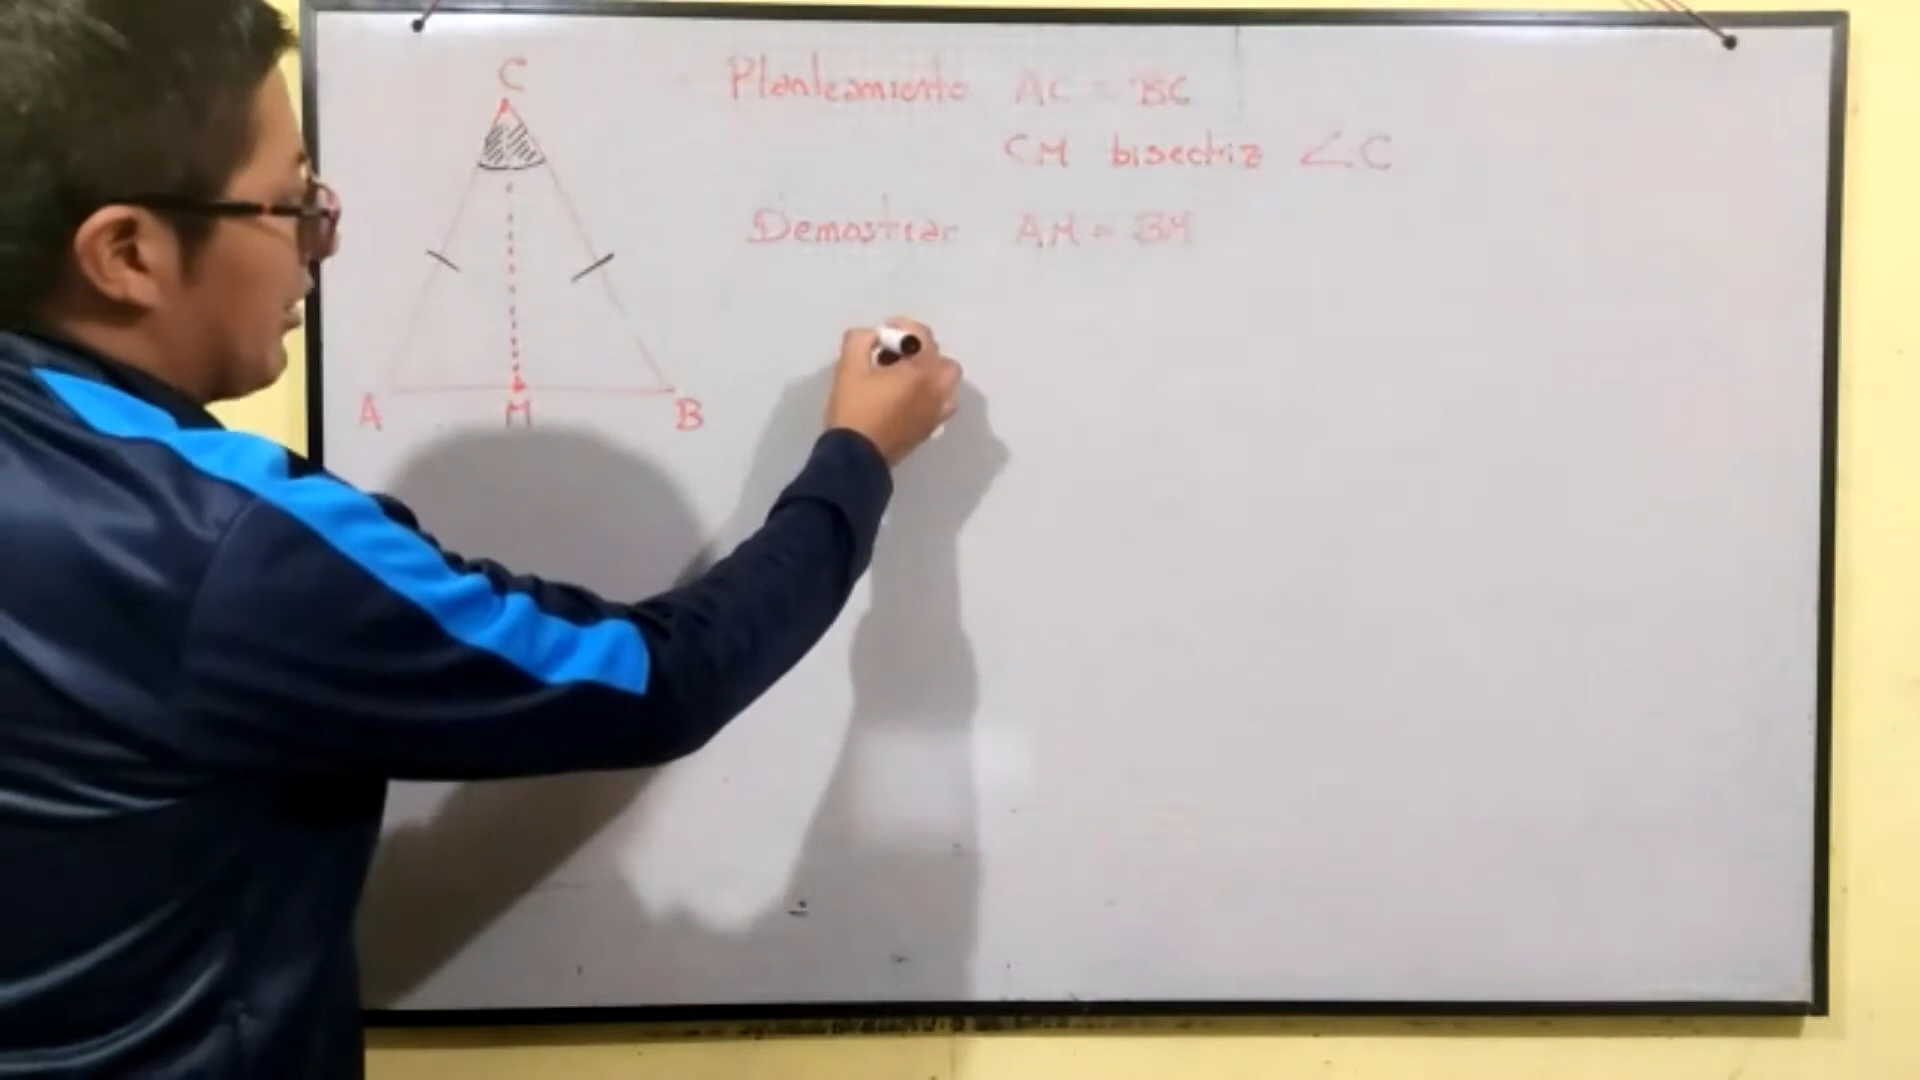 C
A M B
Planteamiento AC = BC
CM bisectriz ∠C
Demostrar AM = BM